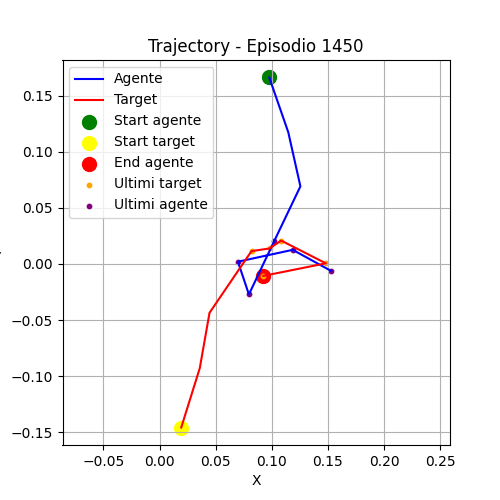 Trajectory - Episodio 1450
Agente
Target
Start agente
Start target
End agente
Ultimi target
Ultimi agente
0.15
0.10
0.05
0.00
−0.05
−0.10
−0.15
−0.05
0.00
0.05
0.10
0.15
0.20
0.25
X